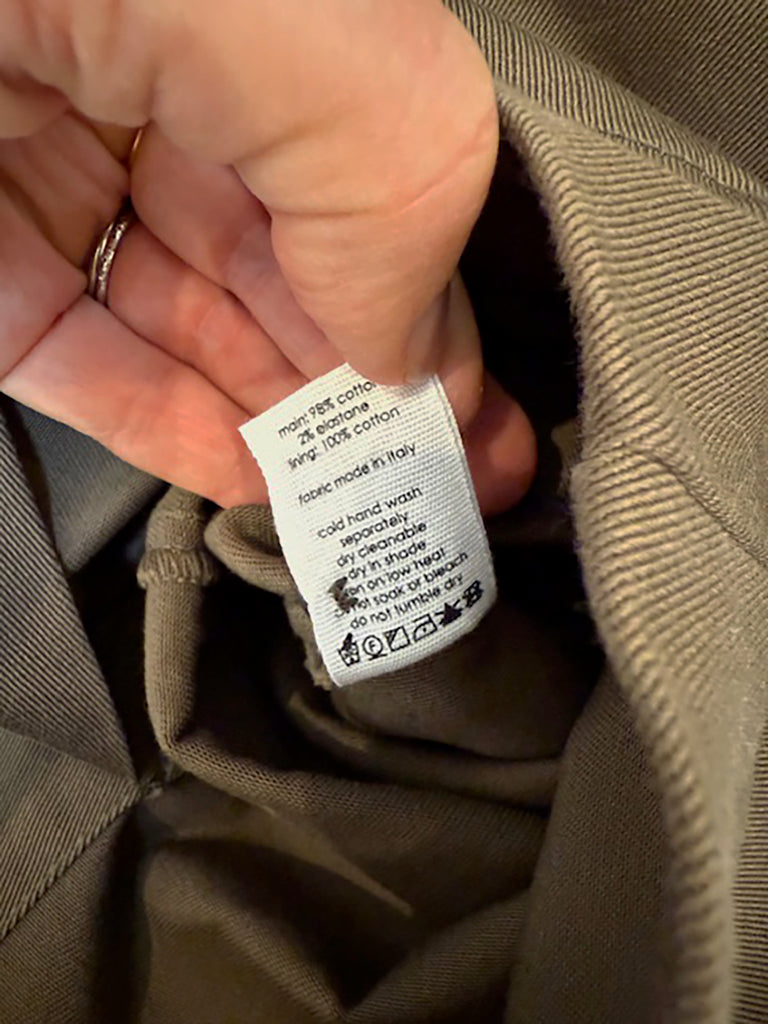 main: 98% cotto
2% elastane
lining: 100% cotton
fabric made in italy
cold hand wash
separately
dry cleanable
dry in shade
on low heat
not soak or bleach
do not tumble dry
F